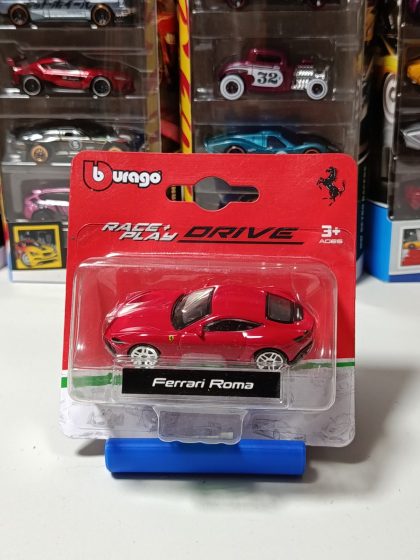 32
Burago
RACE+
PLAY
DRIVE
3+
AGES
Ferrari Roma